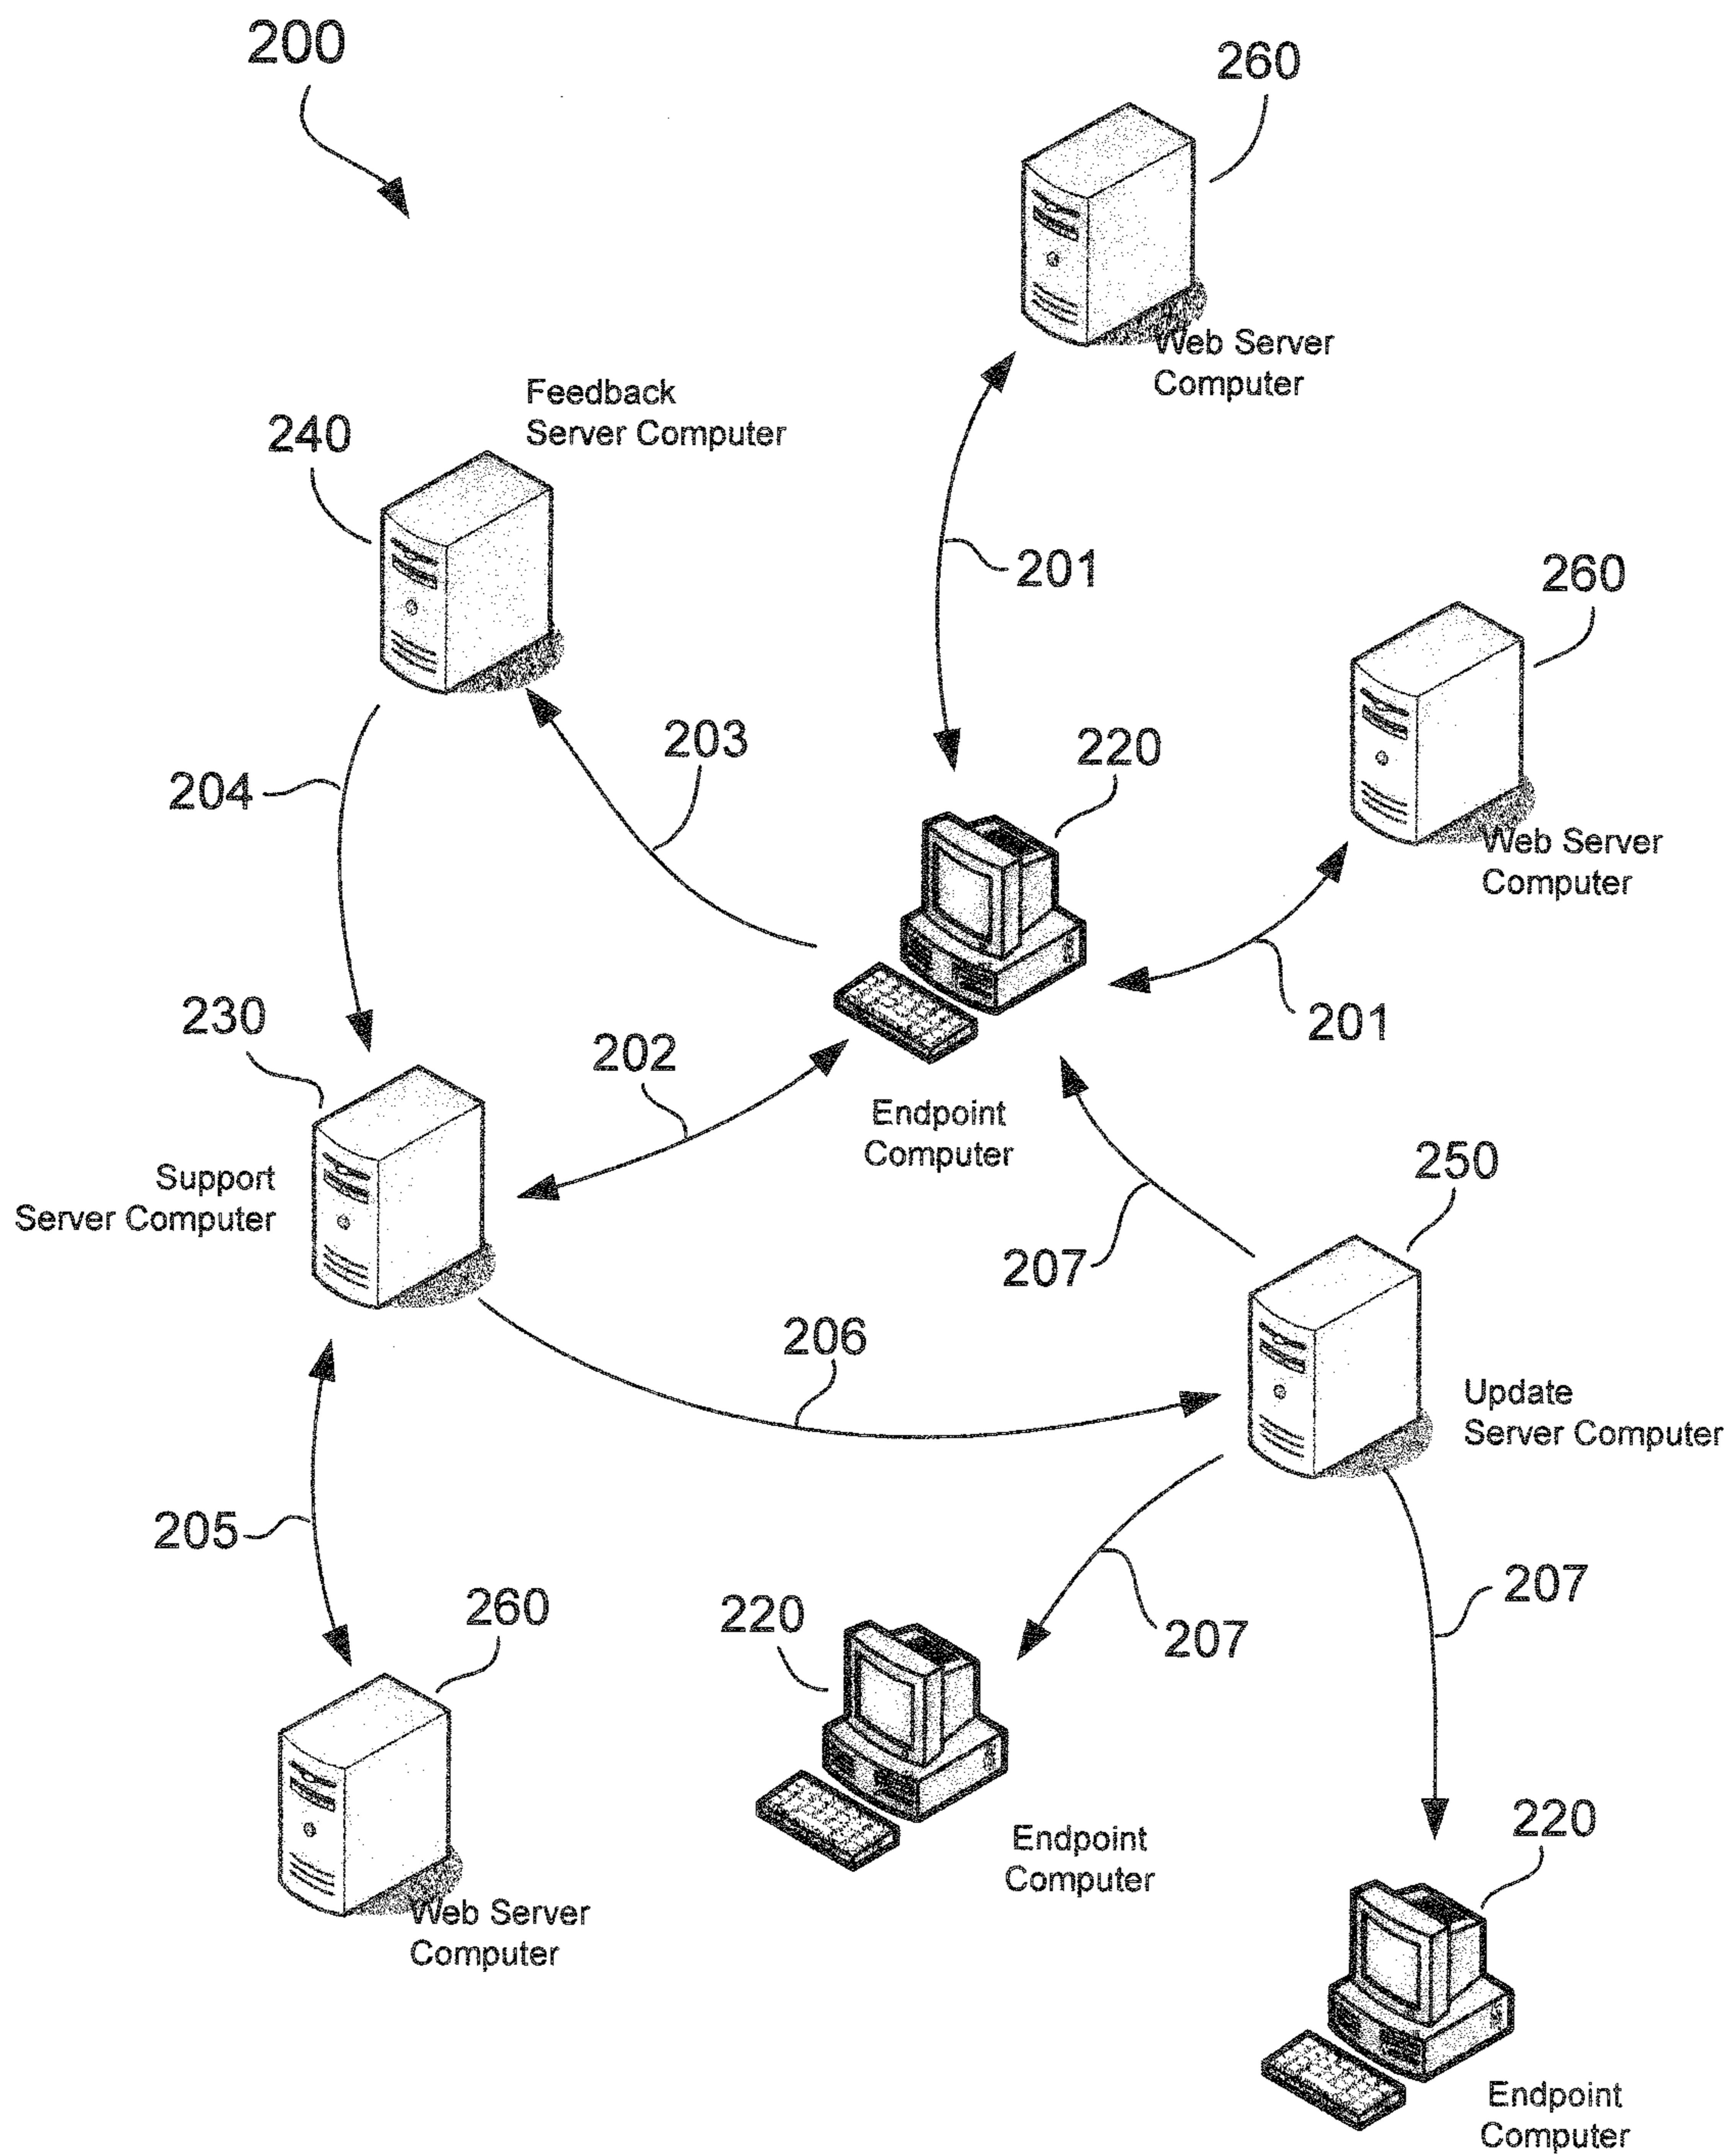 200
260
Web Server
Computer
Feedback
Server Computer
240
201
260
Web Server
Computer
203
204
220
201
230
202
Endpoint
Computer
Support
Server Computer
250
207
206
Update
Server Computer
205
207
207
260
220
Web Server
Computer
Endpoint
Computer
220
Endpoint
Computer